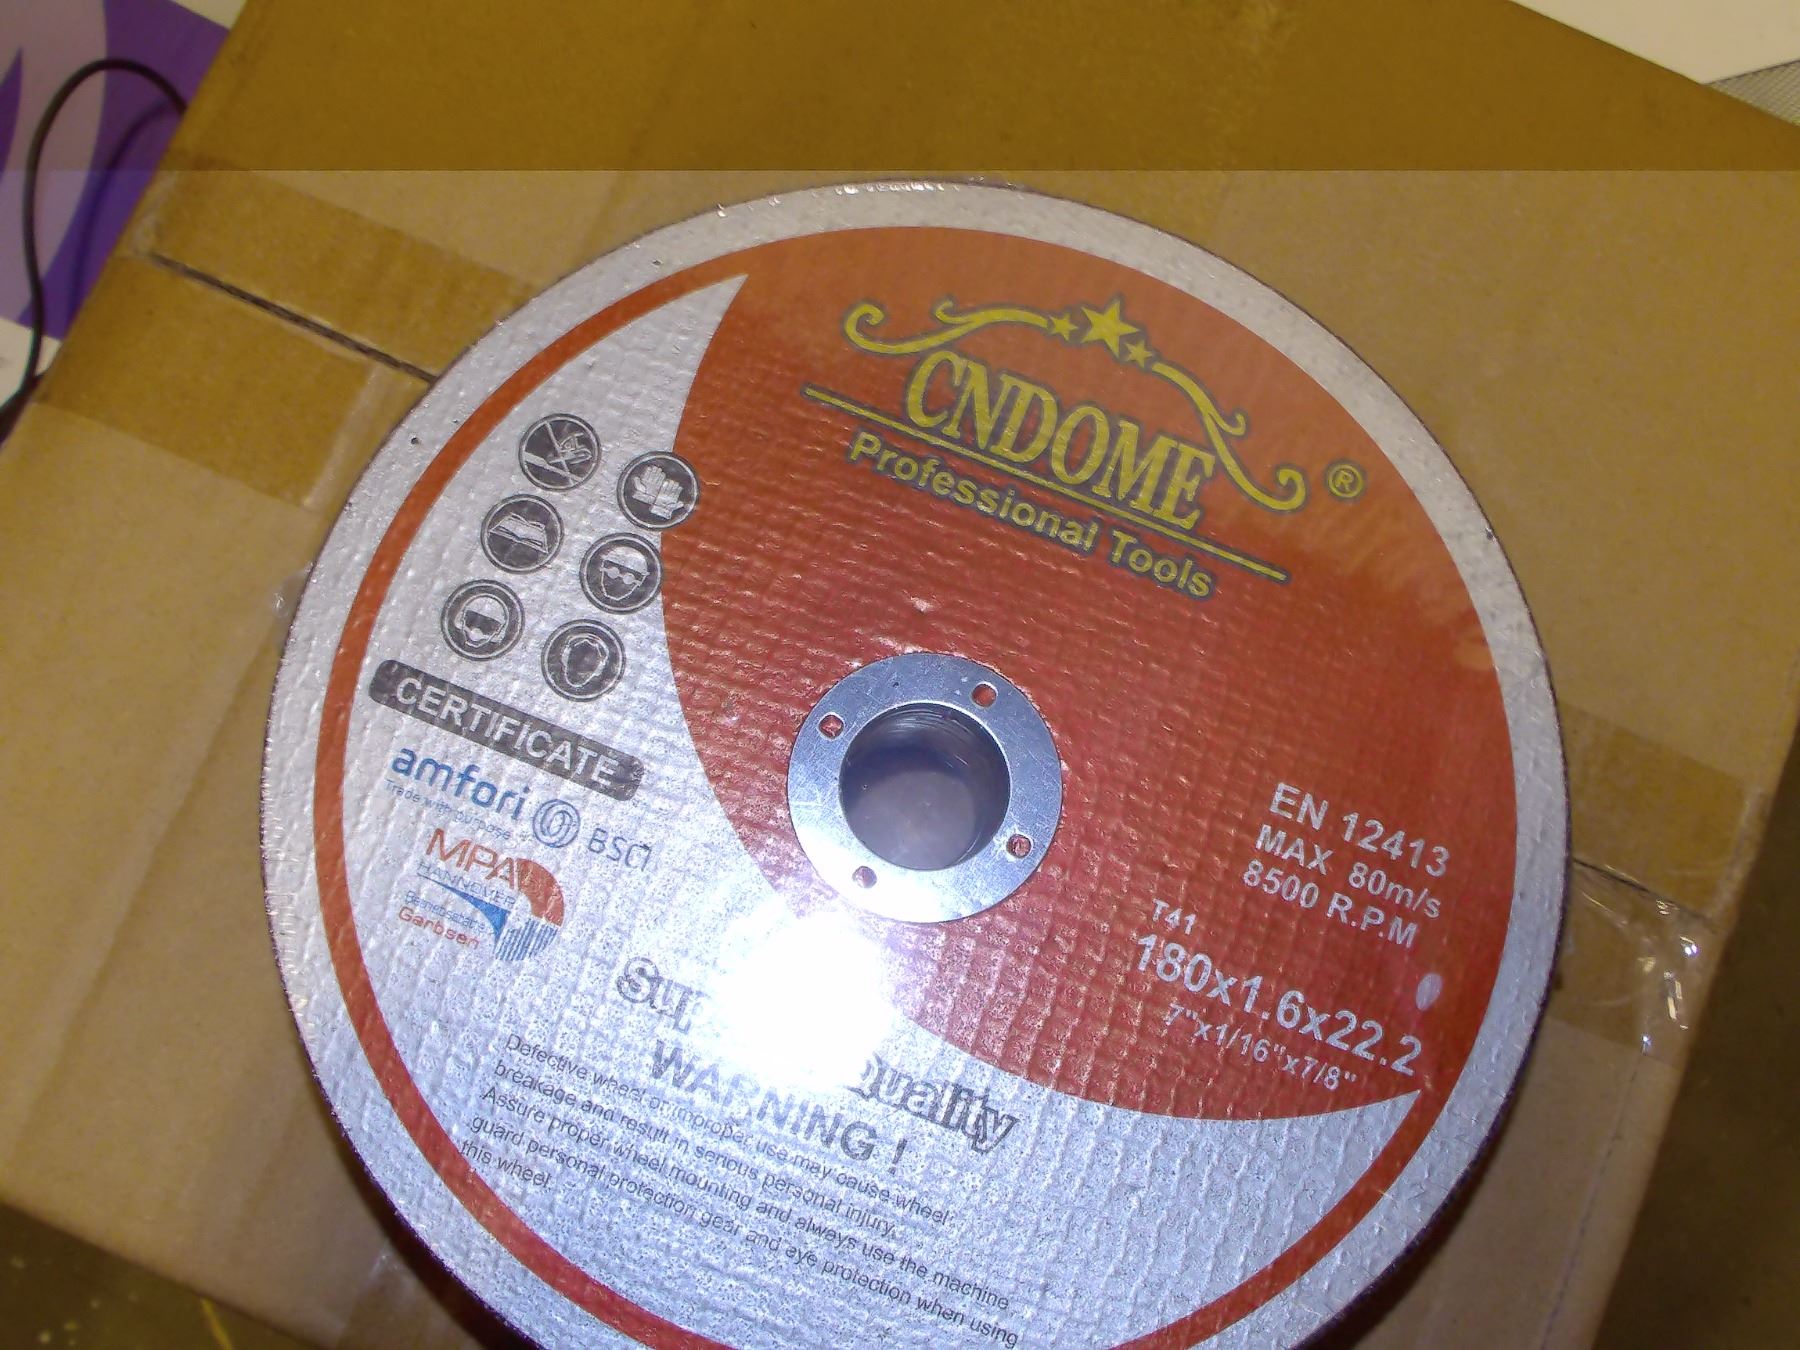 CNDOME
®
Professional Tools
CERTIFICATE
amfori
Trade with purpose
BSCI
MPA
HANNOVER
Betriebsstätte
Garbsen
EN 12413
MAX 80m/s
8500 R.P.M
T41
180x1.6x22.2
7"x1/16"x7/8"
Quality
WARNING !
Defective wheel or improper use may cause wheel
breakage and result in serious personal injury.
Assure proper wheel mounting and always use the machine
guard personal protection gear and eye protection when using
this wheel.